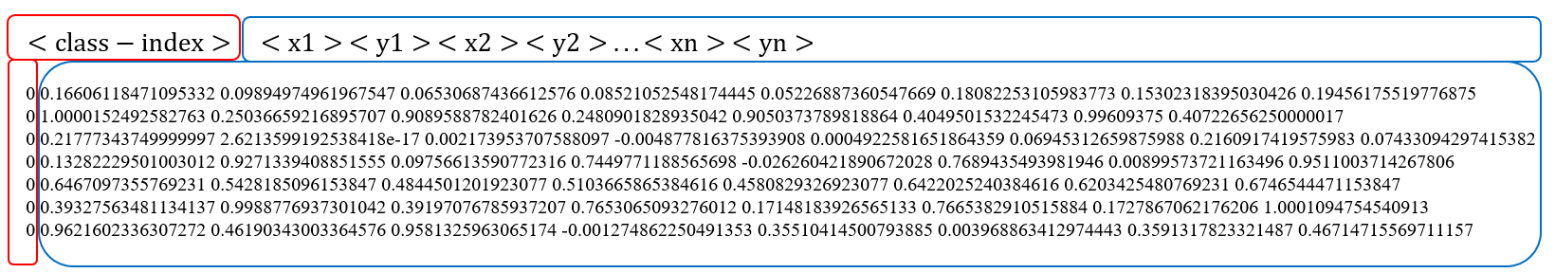 < class − index > < x1 > < y1 > < x2 > < y2 > … < xn > < yn >
0 0.16606118471095332 0.09894974961967547 0.06530687436612576 0.08521052548174445 0.05226887360547669 0.18082253105983773 0.15302318395030426 0.19456175519776875
0 1.0000152492582763 0.25036659216895707 0.9089588782401626 0.2480901828935042 0.9050373789818864 0.4049501532245473 0.99609375 0.40722656250000017
0 0.21777343749999997 2.6213599192538418e-17 0.002173953707588097 -0.004877816375393908 0.0004922581651864359 0.06945312659875988 0.2160917419575983 0.07433094297415382
0 0.13282229501003012 0.9271339408851555 0.09756613590772316 0.7449771188565698 -0.026260421890672028 0.7689435493981946 0.00899573721163496 0.9511003714267806
0 0.6467097355769231 0.5428185096153847 0.4844501201923077 0.5103665865384616 0.4580829326923077 0.6422025240384616 0.6203425480769231 0.6746544471153847
0 0.39327563481134137 0.9988776937301042 0.39197076785937207 0.7653065093276012 0.17148183926565133 0.7665382910515884 0.1727867062176206 1.0001094754540913
0 0.9621602336307272 0.46190343003364576 0.9581325963065174 -0.001274862250491353 0.35510414500793885 0.003968863412974443 0.3591317823321487 0.46714715569711157